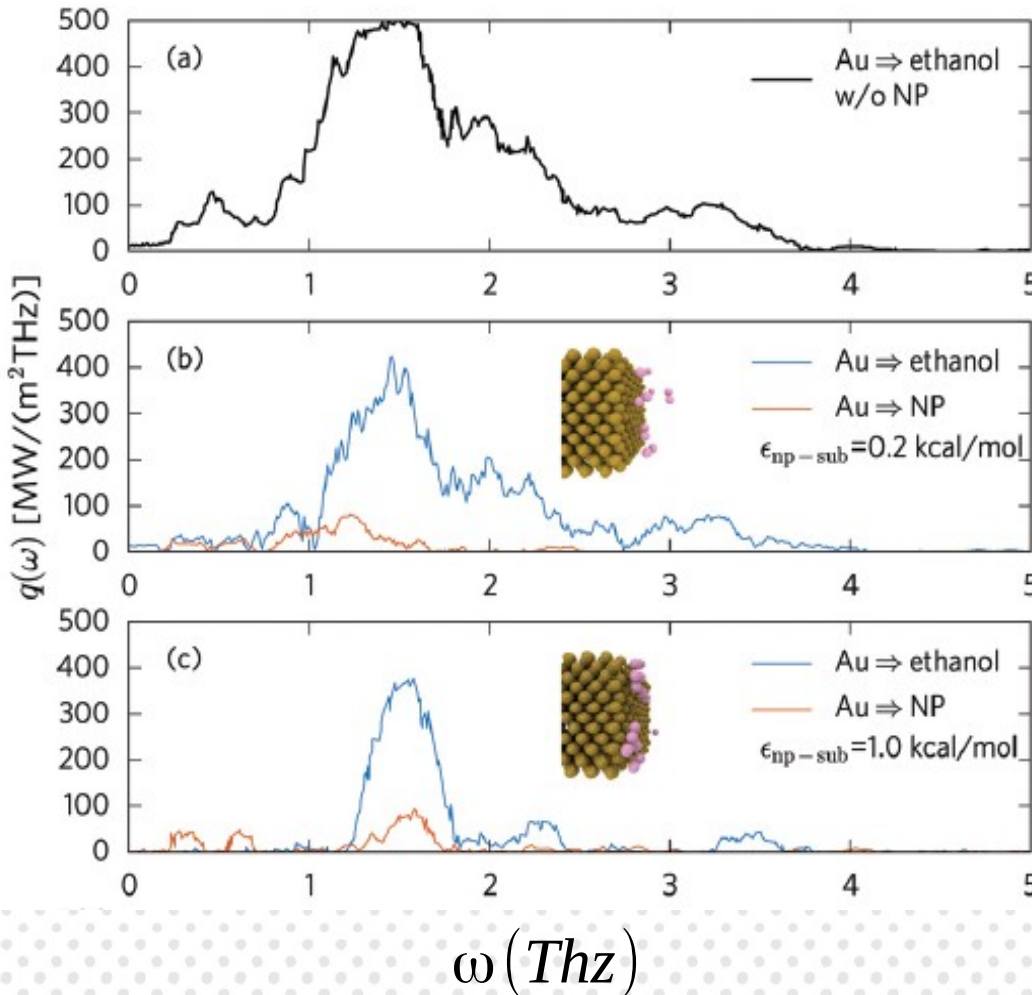 500
400
300
200
100
0
(a)
Au ⇒ ethanol
w/o NP
0 1 2 3 4 5
q(ω) [MW/(m²THz)]
500
400
300
200
100
0
(b)
Au ⇒ ethanol
Au ⇒ NP
ϵnp−sub=0.2 kcal/mol
0 1 2 3 4 5
500
400
300
200
100
0
(c)
Au ⇒ ethanol
Au ⇒ NP
ϵnp−sub=1.0 kcal/mol
0 1 2 3 4 5
ω(Thz)